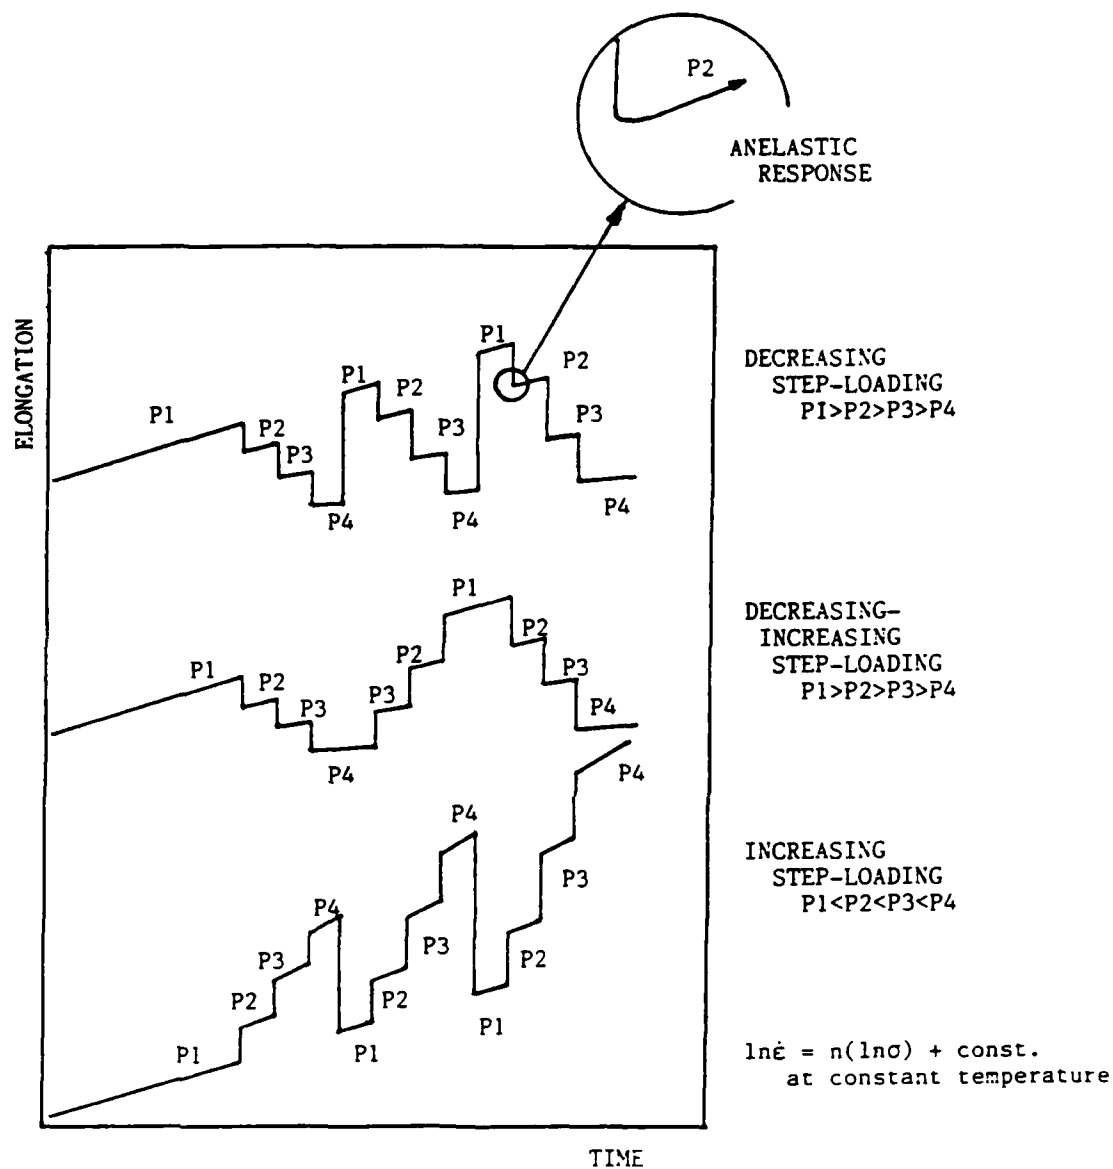 P2
ANELASTIC
RESPONSE
ELONGATION
P1
P2
P3
P4
P1
P2
P3
P4
P1
P2
P3
P4
DECREASING
STEP-LOADING
P1>P2>P3>P4
P1
P2
P3
P4
P3
P2
P1
P2
P3
P4
DECREASING-
INCREASING
STEP-LOADING
P1>P2>P3>P4
P1
P2
P3
P4
P1
P2
P3
P4
P1
P2
P3
P4
INCREASING
STEP-LOADING
P1<P2<P3<P4
lnε̇ = n(lnσ) + const.
at constant temperature
TIME